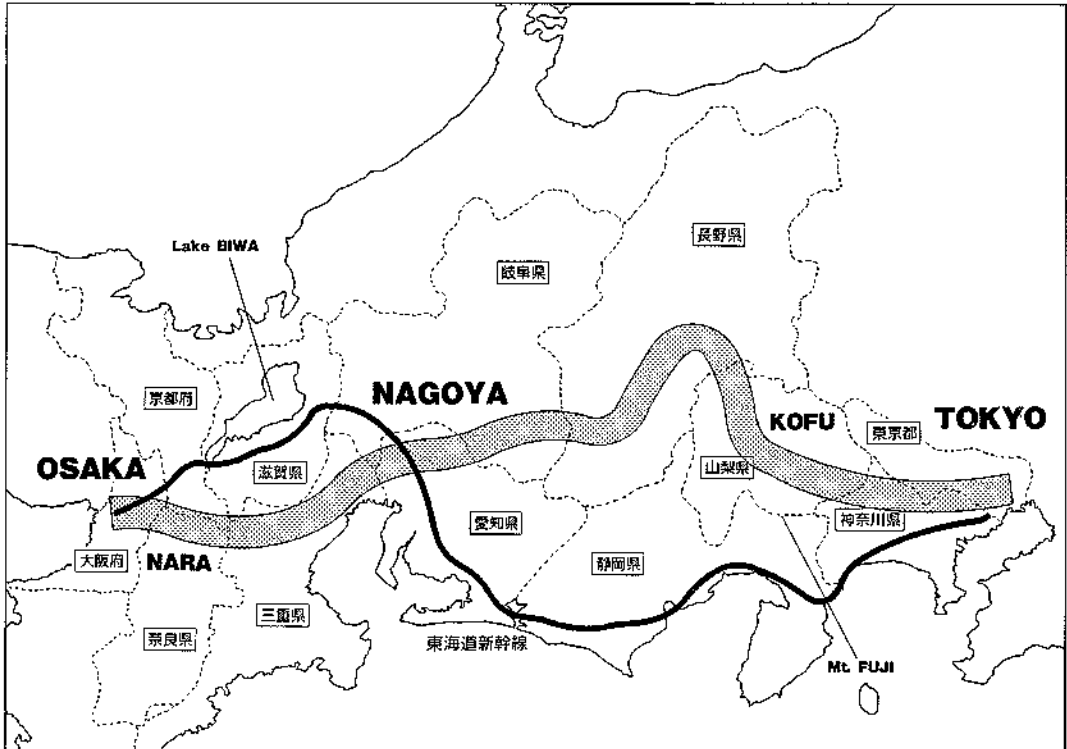 長野県
Lake BIWA
岐阜県
京都府
NAGOYA
KOFU
TOKYO
東京都
OSAKA
滋賀県
山梨県
愛知県
神奈川県
大阪府
NARA
静岡県
三重県
奈良県
東海道新幹線
Mt. FUJI